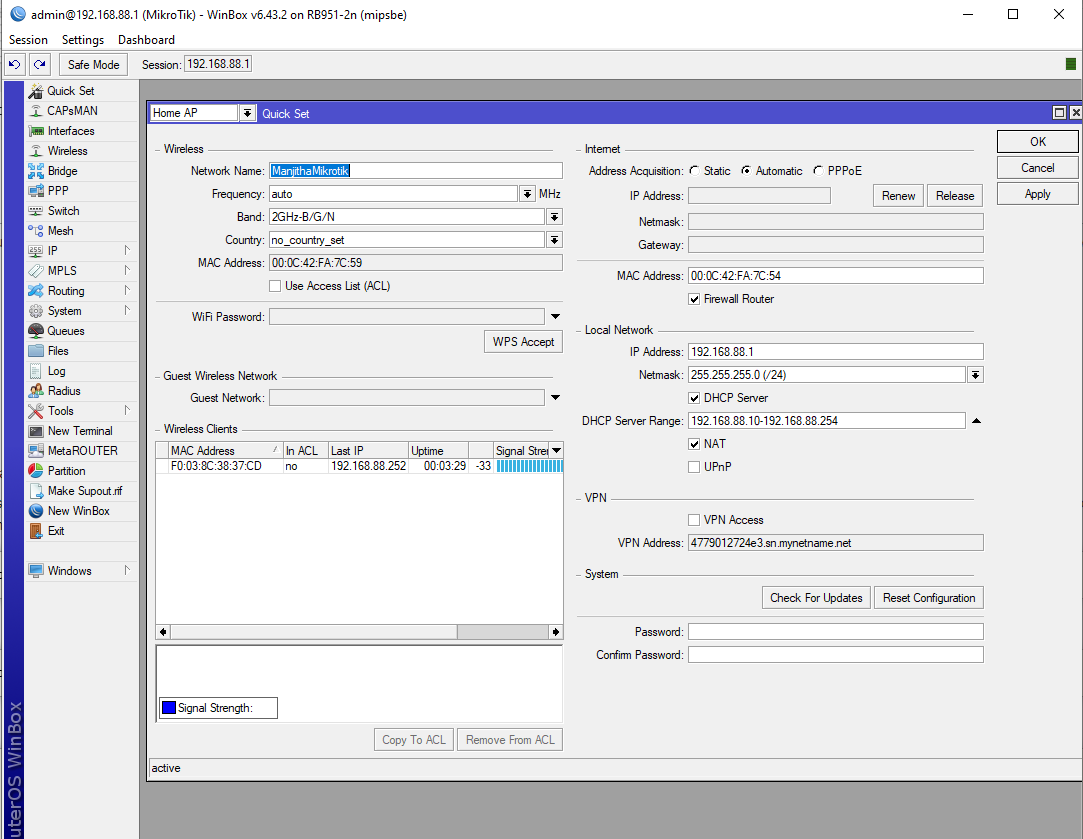 admin@192.168.88.1 (MikroTik) - WinBox v6.43.2 on RB951-2n (mipsbe)
Session Settings Dashboard
Safe Mode Session: 192.168.88.1
Quick Set
CAPsMAN
Interfaces
Wireless
Bridge
PPP
Switch
Mesh
IP
MPLS
Routing
System
Queues
Files
Log
Radius
Tools
New Terminal
MetaROUTER
Partition
Make Supout.rif
New WinBox
Exit
Windows
uterOS WinBox
Home AP Quick Set
Wireless
Network Name: ManjithaMikrotik
Frequency: auto MHz
Band: 2GHz-B/G/N
Country: no_country_set
MAC Address: 00:0C:42:FA:7C:59
Use Access List (ACL)
WiFi Password:
WPS Accept
Guest Wireless Network
Guest Network:
Wireless Clients
MAC Address In ACL Last IP Uptime Signal Stren
F0:03:8C:38:37:CD no 192.168.88.252 00:03:29 -33
Signal Strength:
Copy To ACL Remove From ACL
active
Internet
Address Acquisition: Static Automatic PPPoE
IP Address: Renew Release
Netmask:
Gateway:
MAC Address: 00:0C:42:FA:7C:54
Firewall Router
Local Network
IP Address: 192.168.88.1
Netmask: 255.255.255.0 (/24)
DHCP Server
DHCP Server Range: 192.168.88.10-192.168.88.254
NAT
UPnP
VPN
VPN Access
VPN Address: 4779012724e3.sn.mynetname.net
System
Check For Updates Reset Configuration
Password:
Confirm Password:
OK
Cancel
Apply